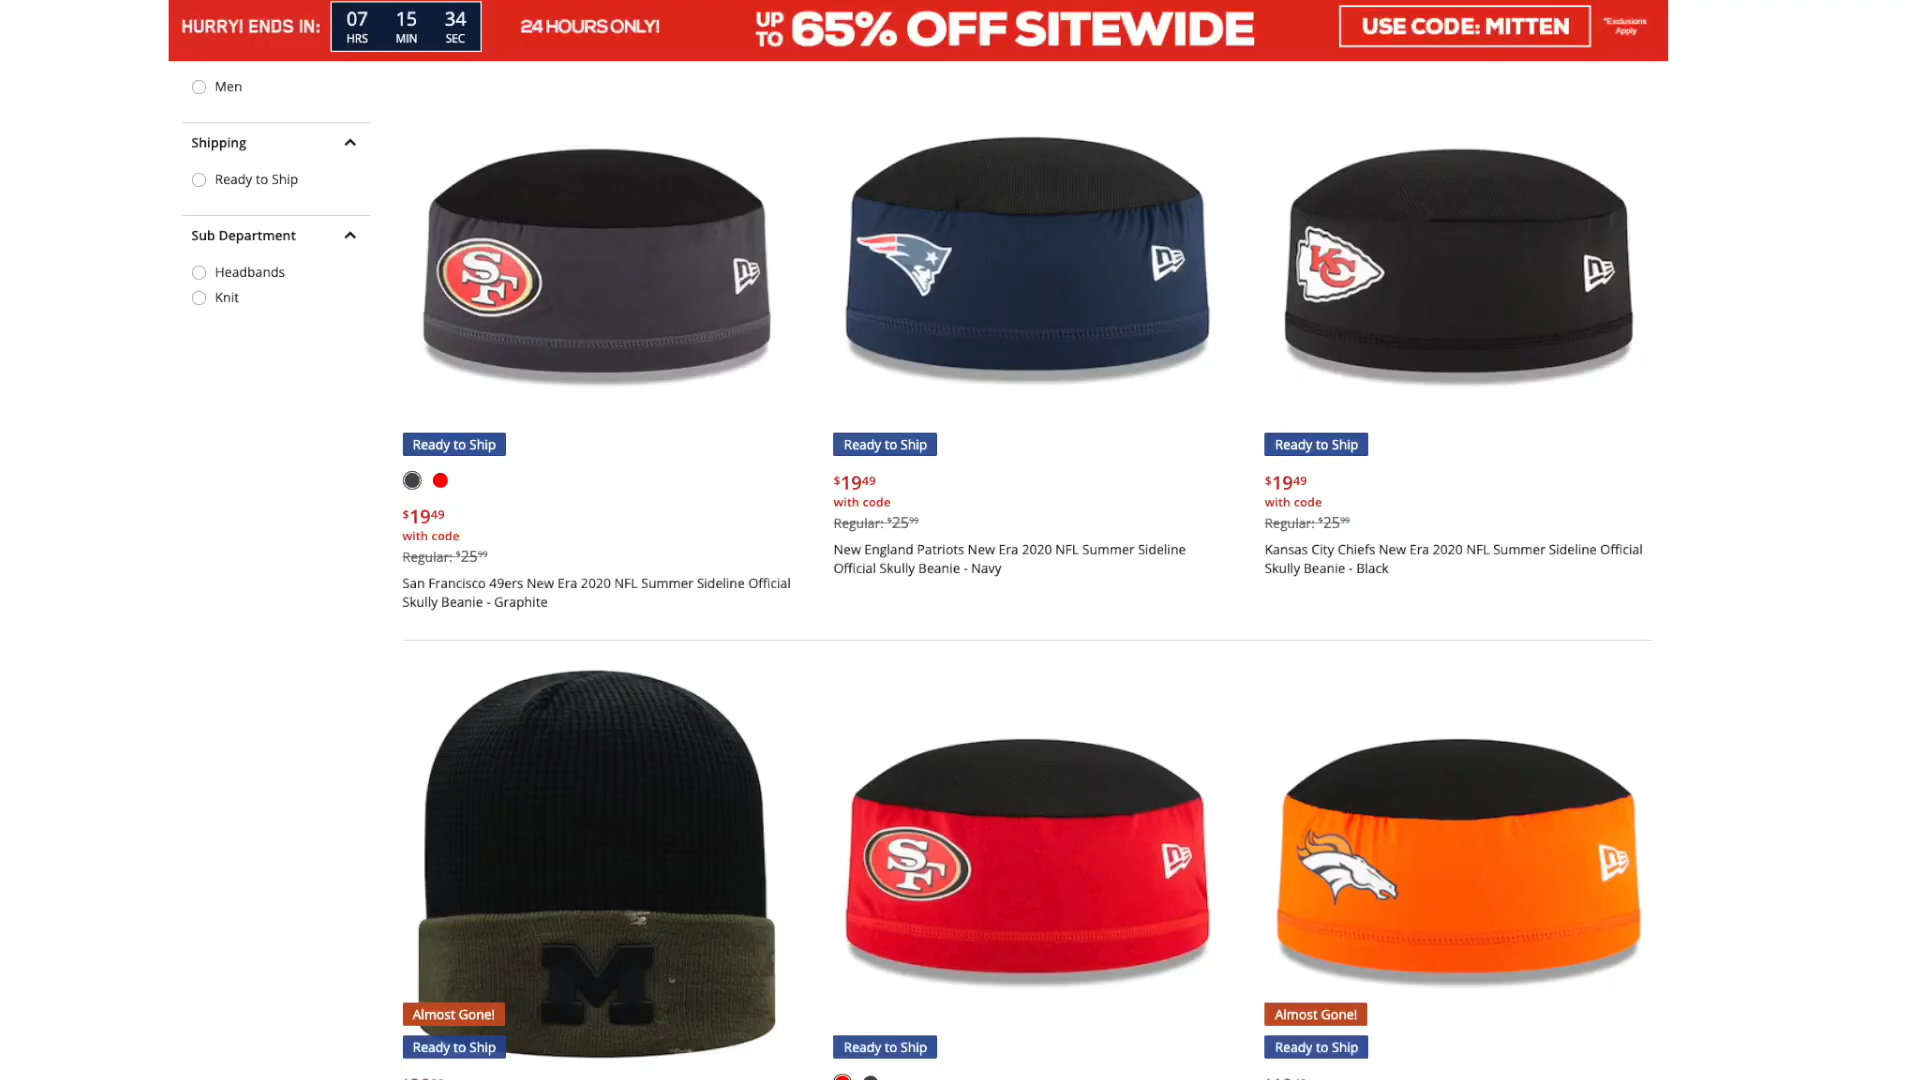 HURRY! ENDS IN: 07 HRS 15 MIN 34 SEC
24 HOURS ONLY!
UP TO 65% OFF SITEWIDE
USE CODE: MITTEN
*Exclusions
Apply
Men
Shipping
Ready to Ship
Sub Department
Headbands
Knit
SF
KC
Ready to Ship
Ready to Ship
Ready to Ship
$19.49
with code
Regular: $25.99
San Francisco 49ers New Era 2020 NFL Summer Sideline Official
Skully Beanie - Graphite
$19.49
with code
Regular: $25.99
New England Patriots New Era 2020 NFL Summer Sideline
Official Skully Beanie - Navy
$19.49
with code
Regular: $25.99
Kansas City Chiefs New Era 2020 NFL Summer Sideline Official
Skully Beanie - Black
M
SF
Almost Gone!
Ready to Ship
Ready to Ship
Almost Gone!
Ready to Ship